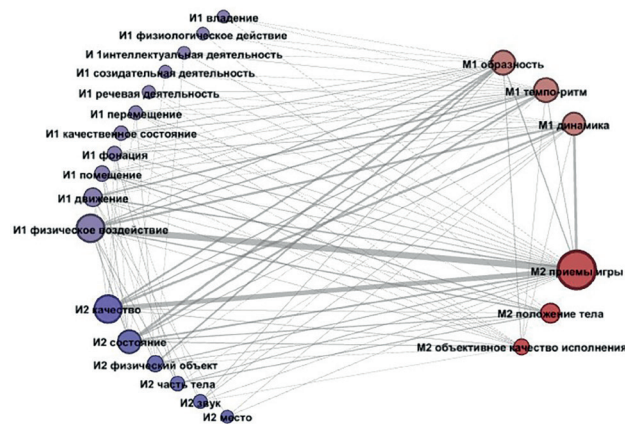 И1 владение
И1 физиологическое действие
И 1интеллектуальная деятельность
И1 созидательная деятельность
И1 речевая деятельность
И1 перемещение
И1 качественное состояние
И1 фонация
И1 помещение
И1 движение
И1 физическое воздействие
И2 качество
И2 состояние
И2 физический объект
И2 часть тела
И2 звук
И2 место
М1 образность
М1 темпо-ритм
М1 динамика
М2 приемы игры
М2 положение тела
М2 объективное качество исполнения